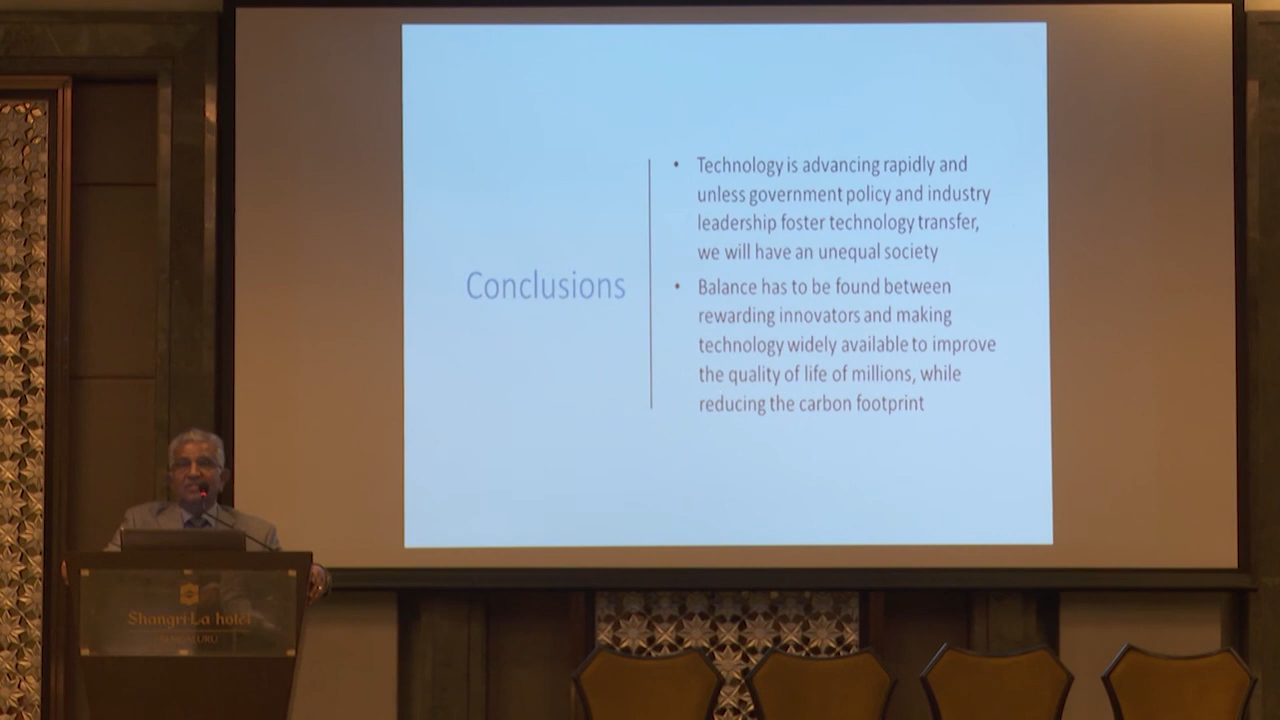 Conclusions
• Technology is advancing rapidly and
unless government policy and industry
leadership foster technology transfer,
we will have an unequal society
• Balance has to be found between
rewarding innovators and making
technology widely available to improve
the quality of life of millions, while
reducing the carbon footprint
Shangri-La hotel
BENGALURU